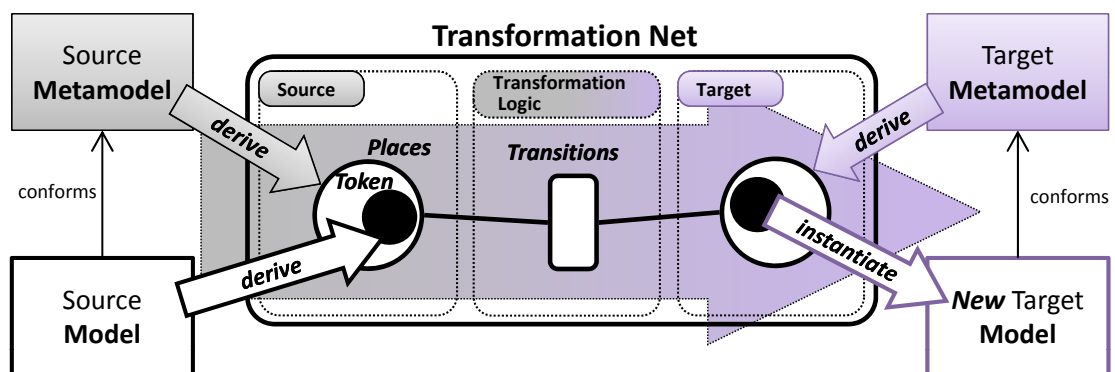 Transformation Net
Source
Metamodel
Source
Transformation
Logic
Target
Target
Metamodel
derive
derive
Places
Transitions
Token
conforms
conforms
derive
instantiate
Source
Model
New Target
Model